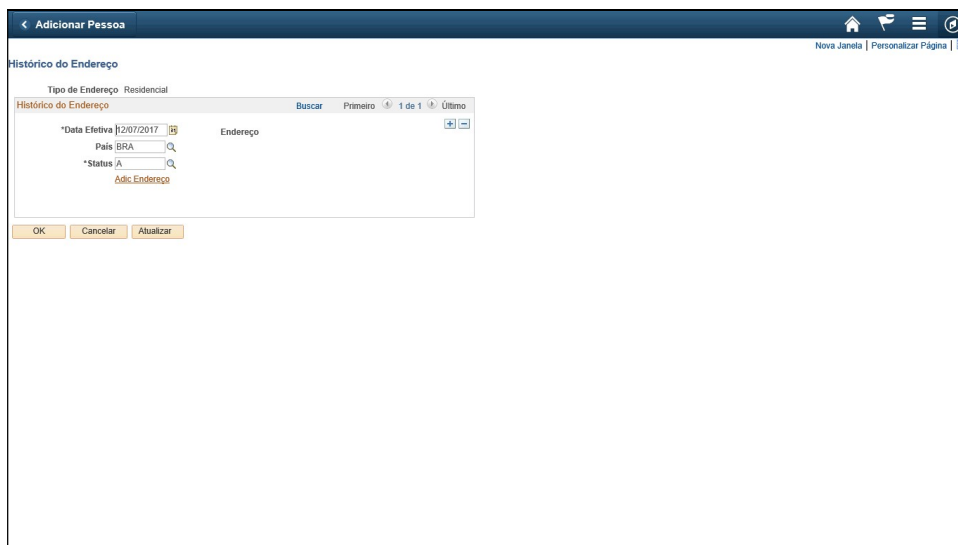 Adicionar Pessoa
Nova Janela | Personalizar Página |
Histórico do Endereço
Tipo de Endereço Residencial
Histórico do Endereço Buscar Primeiro 1 de 1 Último
*Data Efetiva 12/07/2017 Endereço
País BRA
*Status A
Adic Endereço
OK Cancelar Atualizar